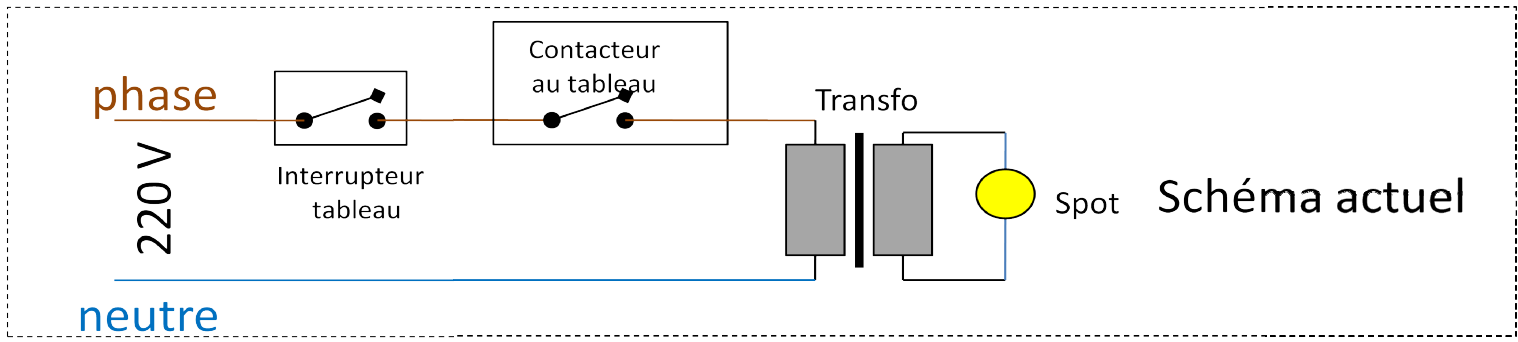 phase
220 V
neutre
Interrupteur
tableau
Contacteur
au tableau
Transfo
Spot
Schéma actuel